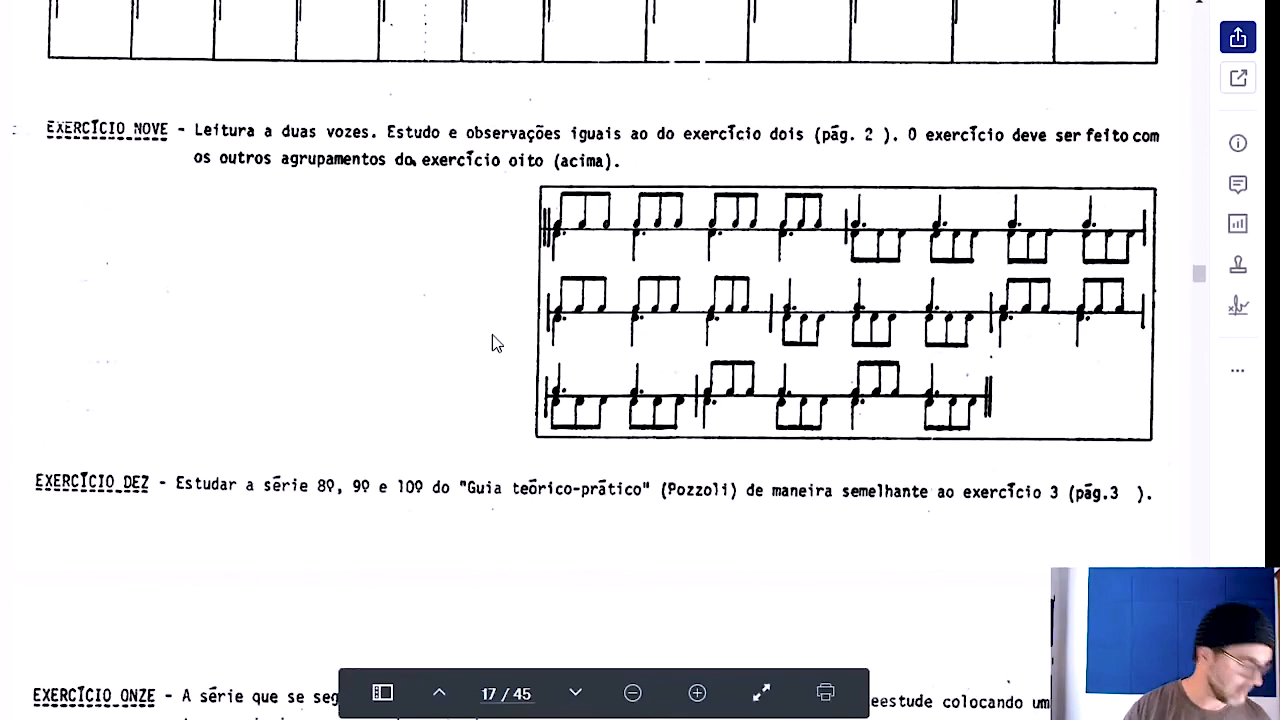 EXERCÍCIO NOVE - Leitura a duas vozes. Estudo e observações iguais ao do exercício dois (pág. 2 ). O exercício deve ser feito com
os outros agrupamentos do exercício oito (acima).
EXERCÍCIO DEZ - Estudar a série 8º, 9º e 10º do "Guia teórico-prático" (Pozzoli) de maneira semelhante ao exercício 3 (pág.3 ).
EXERCÍCIO ONZE - A série que se seg
eestude colocando um
17 / 45